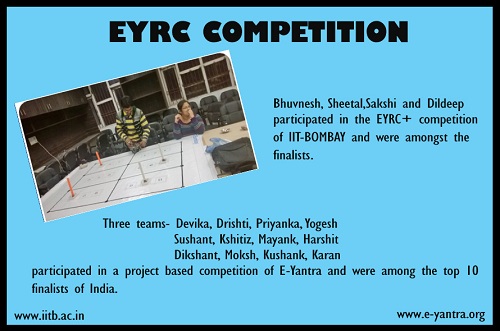 EYRC COMPETITION
Bhuvnesh, Sheetal,Sakshi and Dildeep
participated in the EYRC+ competition
of IIT-BOMBAY and were amongst the
finalists.
Three teams- Devika, Drishti, Priyanka, Yogesh
Sushant, Kshitiz, Mayank, Harshit
Dikshant, Moksh, Kushank, Karan
participated in a project based competition of E-Yantra and were among the top 10
finalists of India.
www.iitb.ac.in
www.e-yantra.org